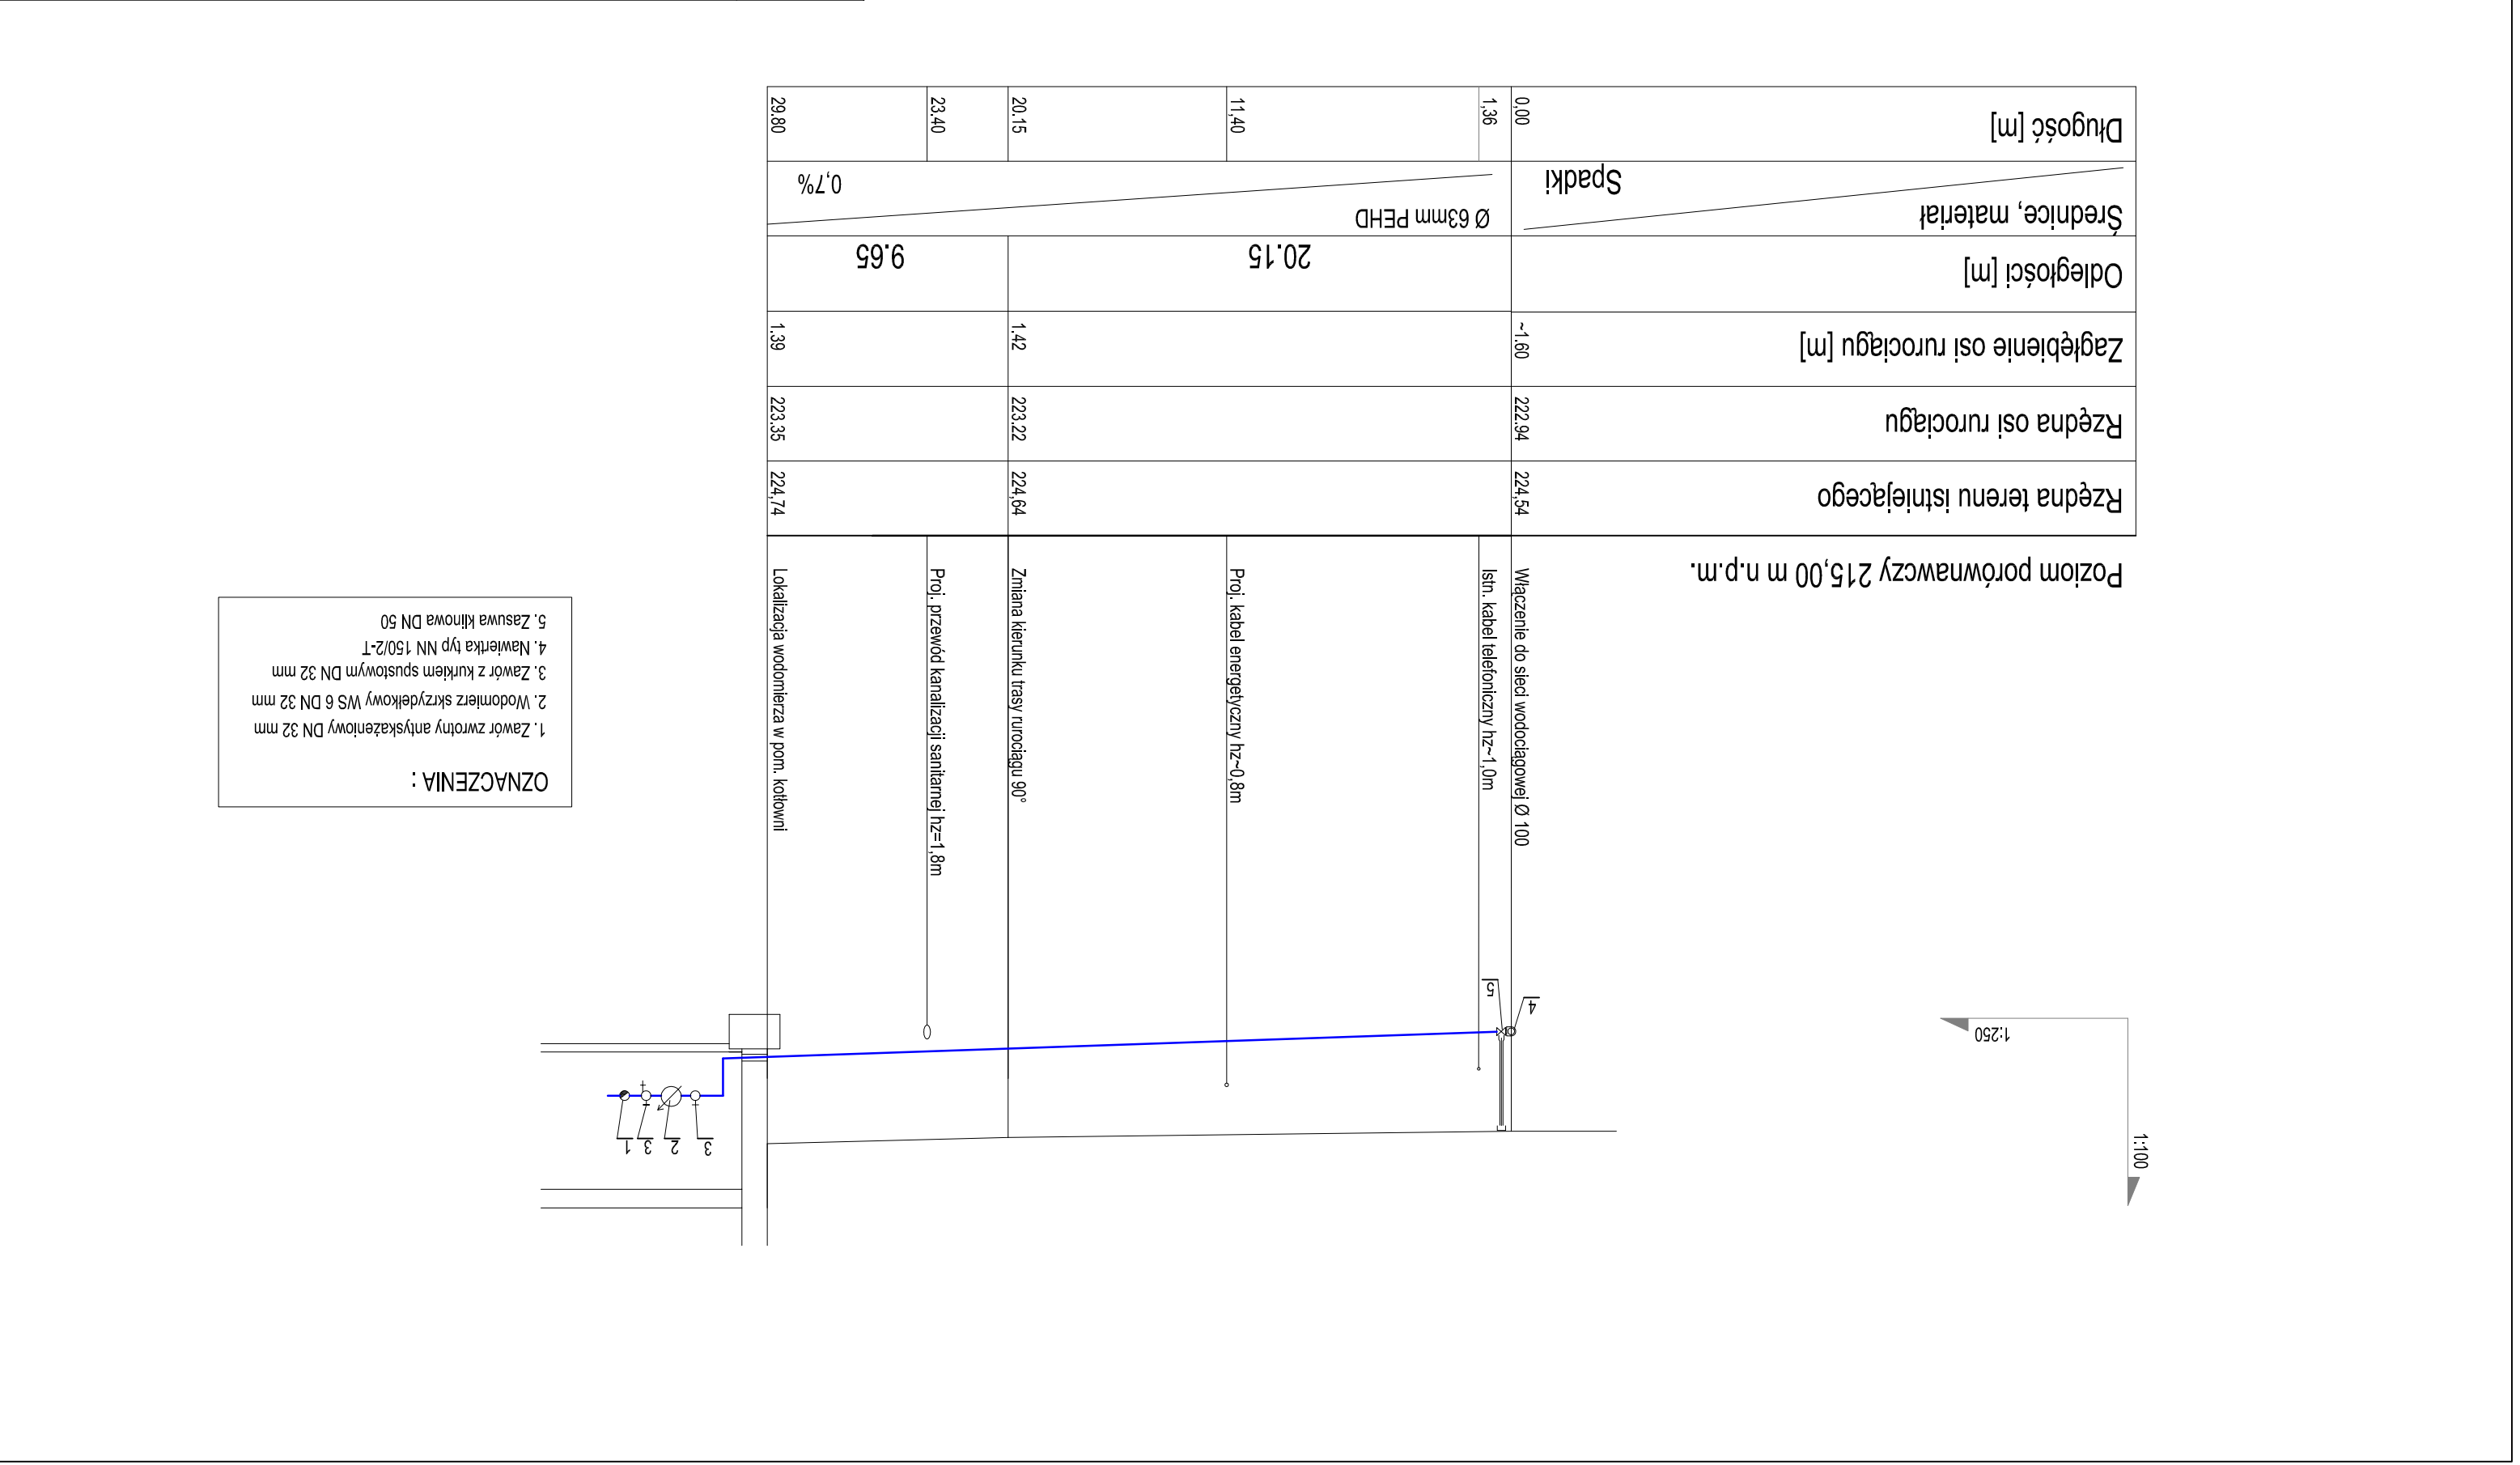 1:100
1:250
4
5
3
2
3
1
OZNACZENIA :
1. Zawór zwrotny antyskażeniowy DN 32 mm
2. Wodomierz skrzydełkowy WS 6 DN 32 mm
3. Zawór z kurkiem spustowym DN 32 mm
4. Nawiertka typ NN 150/2-T
5. Zasuwa klinowa DN 50
Włączenie do sieci wodociągowej Ø 100
Istn. kabel telefoniczny hz~1,0m
Proj. kabel energetyczny hz~0,8m
Zmiana kierunku trasy rurociągu 90°
Proj. przewód kanalizacji sanitarnej hz=1,8m
Lokalizacja wodomierza w pom. kotłowni
Poziom porównawczy 215,00 m n.p.m.
Rzędna terenu istniejącego
224,54
224,64
224,74
Rzędna osi rurociągu
222.94
223.22
223.35
Zagłębienie osi rurociągu [m]
~1.60
1,42
1,39
Odległości [m]
20.15
9.65
Średnice, materiał
Spadki
Ø 63mm PEHD
0,7%
Długość [m]
0,00
1,36
11,40
20.15
23.40
29.80